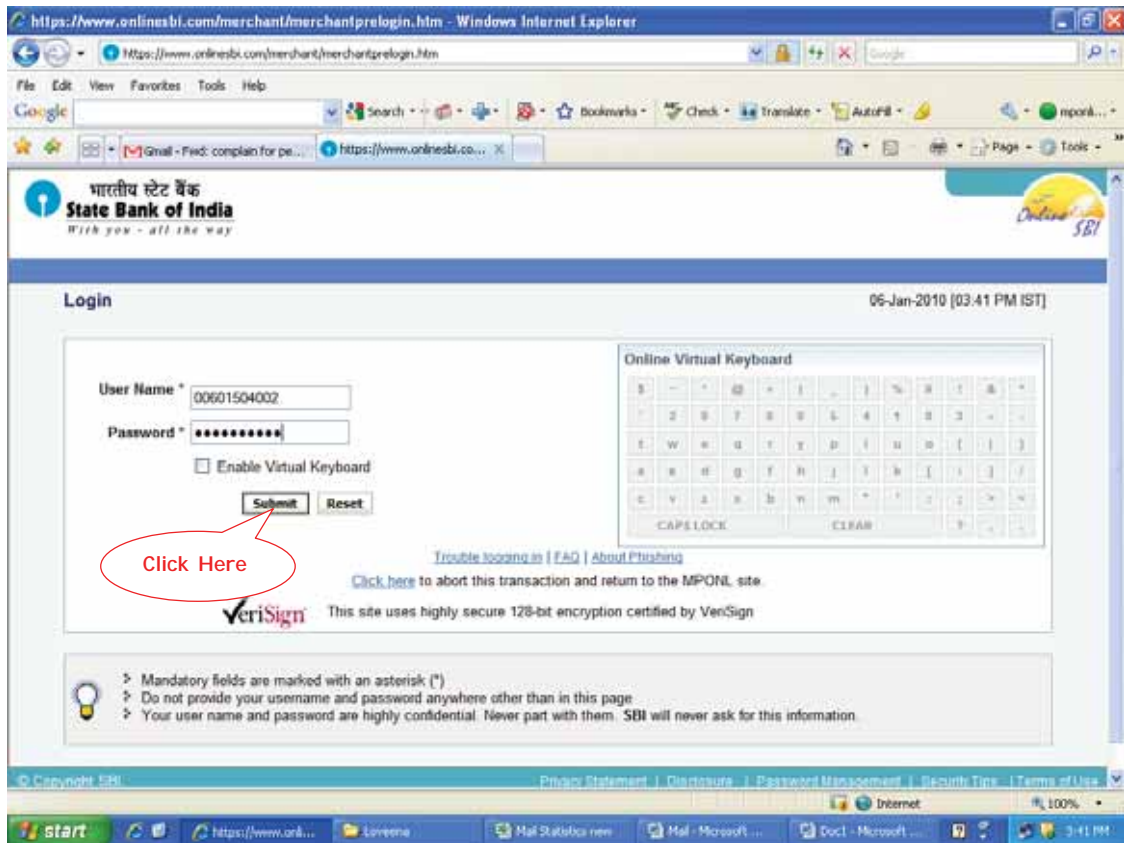 https://www.onlinesbi.com/merchant/merchantprelogin.htm - Windows Internet Explorer
https://www.onlinesbi.com/merchant/merchantprelogin.htm
Google
File Edit View Favorites Tools Help
Google Search Bookmarks Check Translate AutoFill mponl...
Gmail - Fwd: complain for pe... https://www.onlinesbi.co... Page Tools
भारतीय स्टेट बैंक
State Bank of India
With you - all the way
Online SBI
Login 06-Jan-2010 [03:41 PM IST]
Online Virtual Keyboard
User Name * 00601504002
Password * ●●●●●●●●●●
Enable Virtual Keyboard
Submit Reset
CAPS LOCK CLEAR
Click Here
Trouble logging in | FAQ | About Phishing
Click here to abort this transaction and return to the MPONL site.
VeriSign This site uses highly secure 128-bit encryption certified by VeriSign
Mandatory fields are marked with an asterisk (*)
Do not provide your username and password anywhere other than in this page
Your user name and password are highly confidential. Never part with them. SBI will never ask for this information.
© Copyright SBI Privacy Statement | Disclosure | Password Management | Security Tips | Terms of Use
Internet 100%
start https://www.onli... Loveena Mail Statistics new Mail - Microsoft ... Doc1 - Microsoft ... 3:41 PM